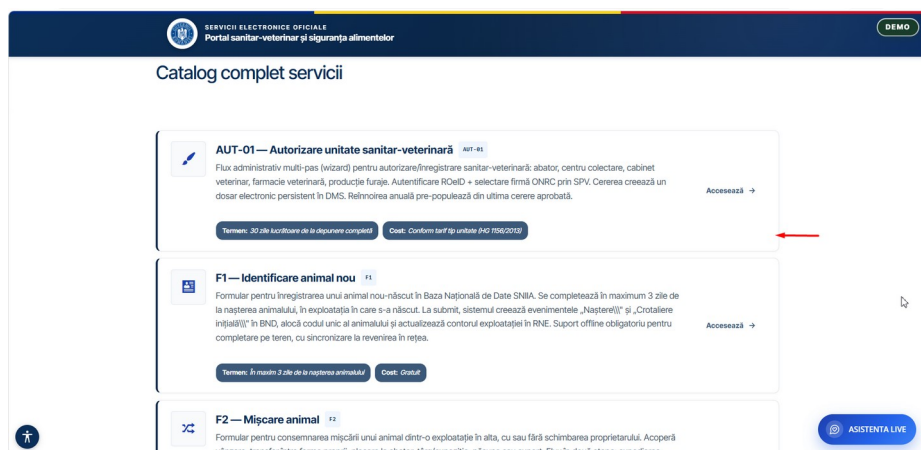 SERVICII ELECTRONICE OFICIALE
Portal sanitar-veterinar și siguranța alimentelor
DEMO
Catalog complet servicii
AUT-01 — Autorizare unitate sanitar-veterinară AUT-01
Flux administrativ multi-pas (wizard) pentru autorizare/înregistrare sanitar-veterinară: abator, centru colectare, cabinet
veterinar, farmacie veterinară, producție furaje. Autentificare ROeID + selectare firmă ONRC prin SPV. Cererea creează un
dosar electronic persistent în DMS. Reînnoirea anuală pre-populează din ultima cerere aprobată.
Accesează →
Termen: 30 zile lucrătoare de la depunere completă Cost: Conform tarif tip unitate (HG 1156/2013)
F1 — Identificare animal nou F1
Formular pentru înregistrarea unui animal nou-născut în Baza Națională de Date SNIIA. Se completează în maximum 3 zile de
la nașterea animalului, în exploatația în care s-a născut. La submit, sistemul creează evenimentele „Naștere\\\" și „Crotaliere
inițială\\\" în BND, alocă codul unic al animalului și actualizează contorul exploatației în RNE. Suport offline obligatoriu pentru
completare pe teren, cu sincronizare la revenirea în rețea.
Accesează →
Termen: În maxim 3 zile de la nașterea animalului Cost: Gratuit
F2 — Mișcare animal F2
Formular pentru consemnarea mișcării unui animal dintr-o exploatație în alta, cu sau fără schimbarea proprietarului. Acoperă
ASISTENTA LIVE